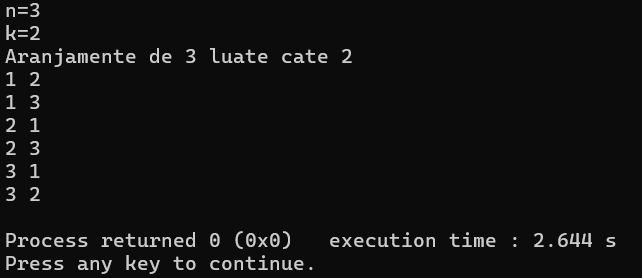 n=3
k=2
Aranjamente de 3 luate cate 2
1 2
1 3
2 1
2 3
3 1
3 2
Process returned 0 (0x0)   execution time : 2.644 s
Press any key to continue.